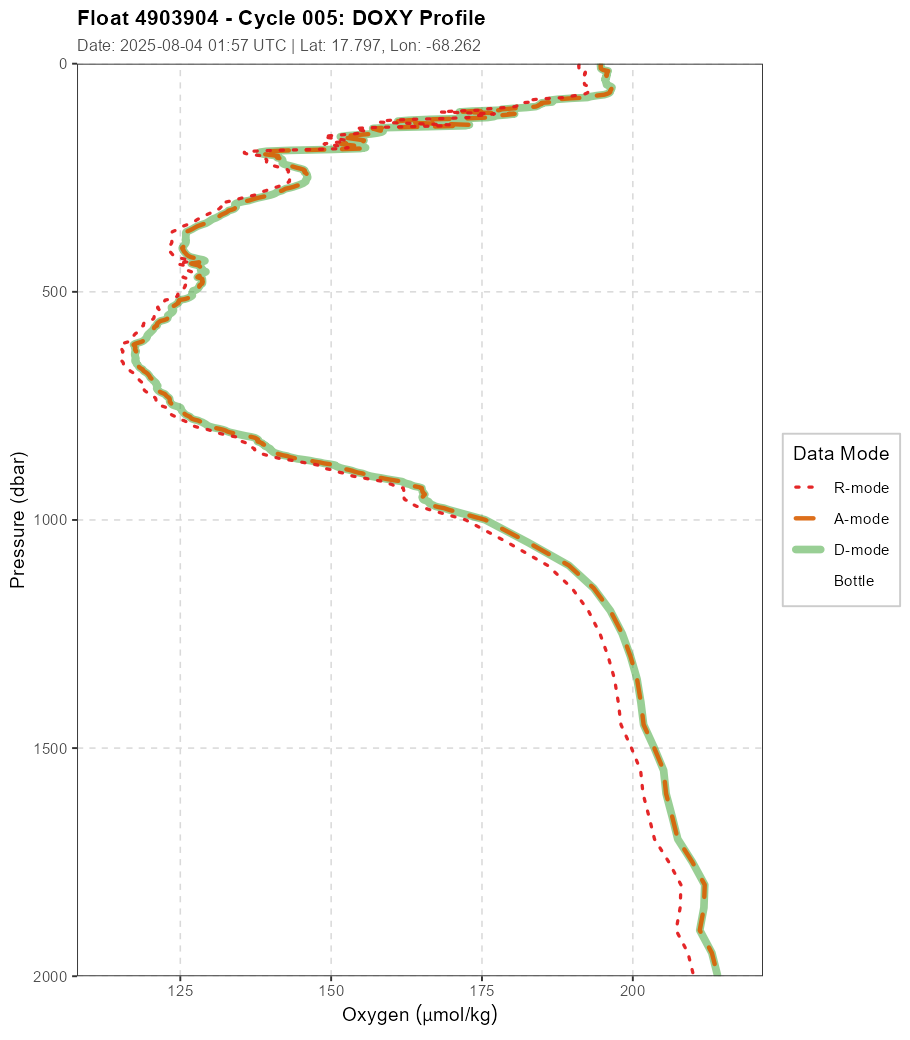 Float 4903904 - Cycle 005: DOXY Profile
Date: 2025-08-04 01:57 UTC | Lat: 17.797, Lon: -68.262
0
500
1000
1500
2000
Pressure (dbar)
125
150
175
200
Oxygen (μmol/kg)
Data Mode
R-mode
A-mode
D-mode
Bottle